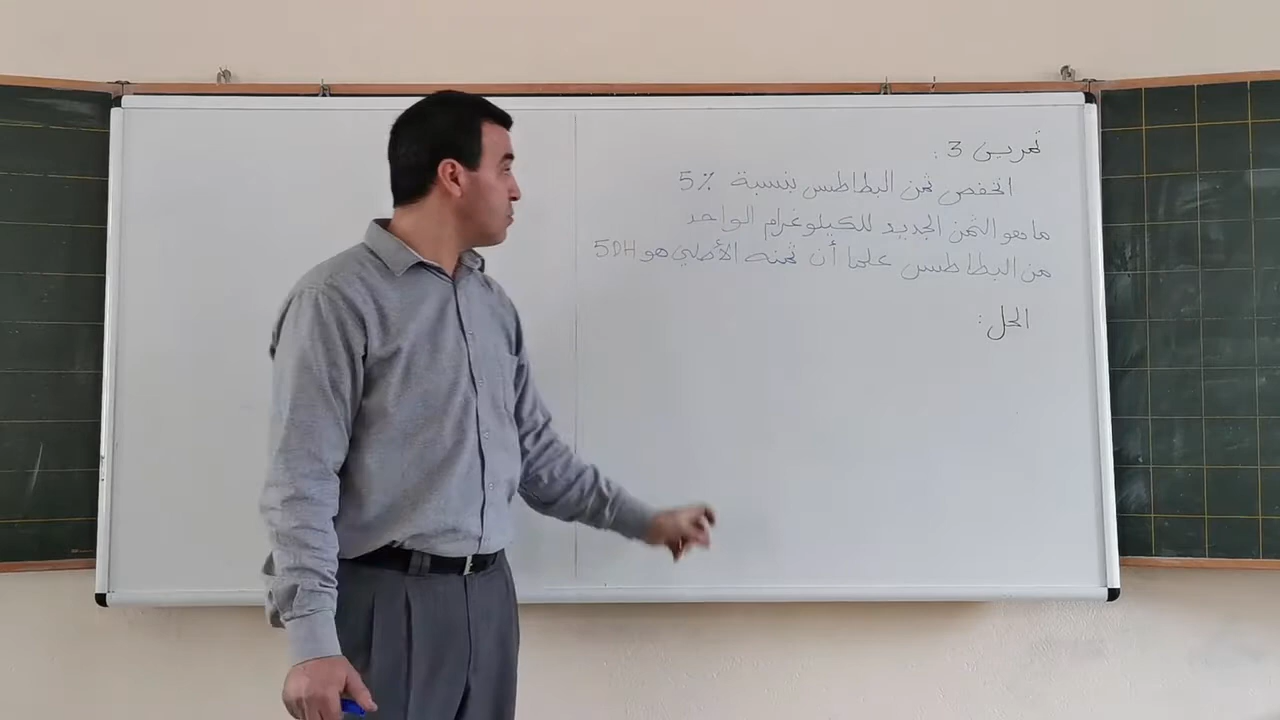 تمرين 3 :
انخفض ثمن البطاطس بنسبة 5%
ما هو الثمن الجديد للكيلوغرام الواحد
من البطاطس علما أن ثمنه الأصلي هو 5DH
الحل :